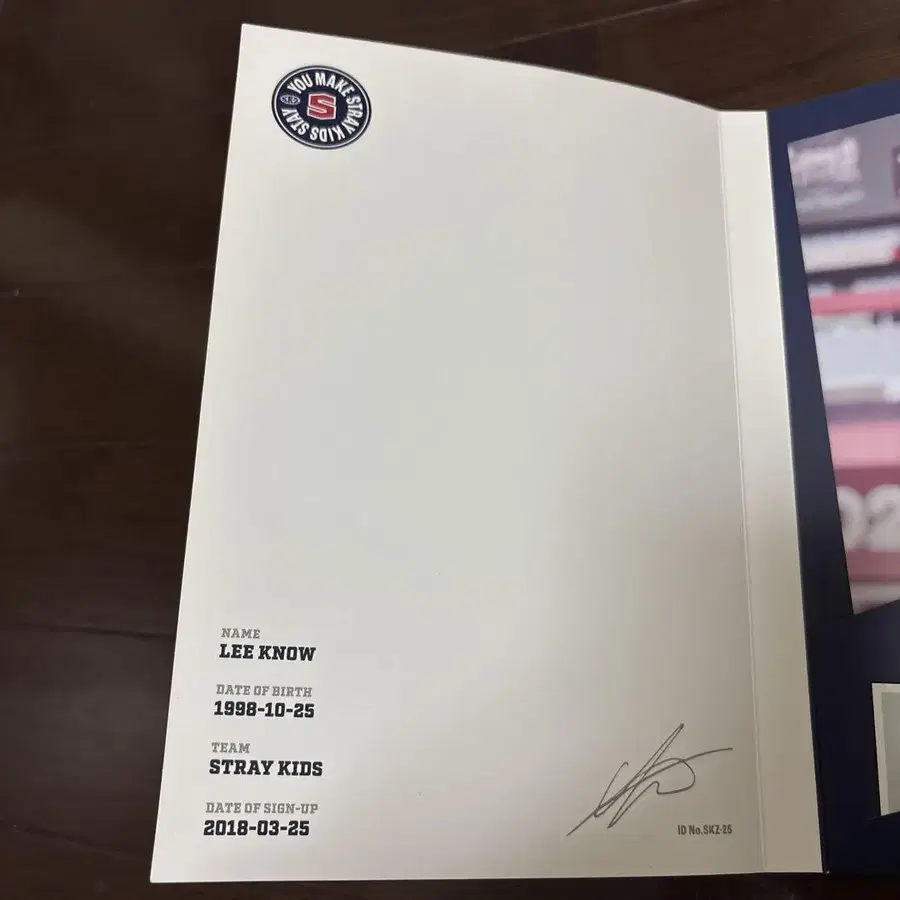 YOU MAKE STRAY KIDS STAY
SKZ
S
NAME
LEE KNOW
DATE OF BIRTH
1998-10-25
TEAM
STRAY KIDS
DATE OF SIGN-UP
2018-03-25
ID No.SKZ-25